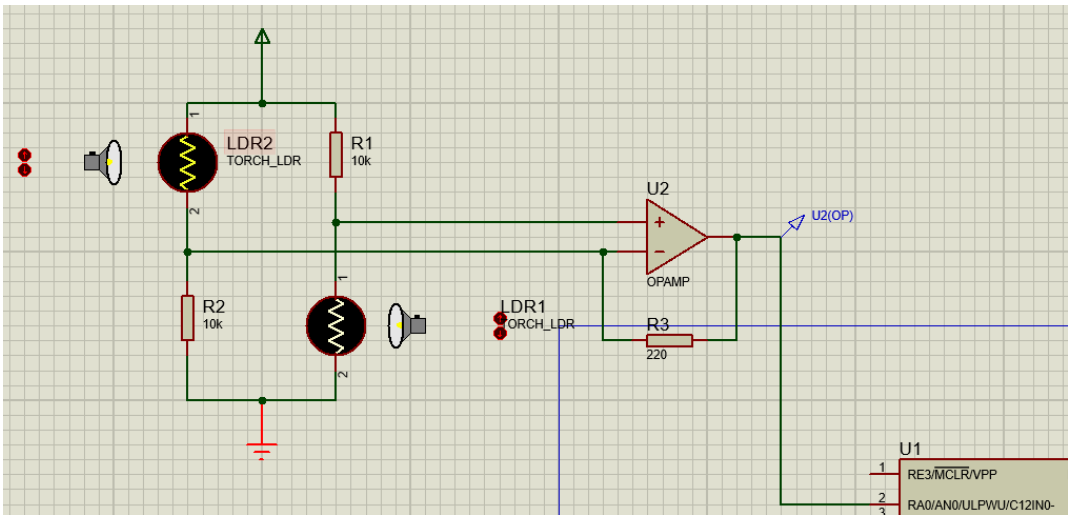 1
LDR2
TORCH_LDR
2
R1
10k
U2
+
−
OPAMP
U2(OP)
R2
10k
1
LDR1
TORCH_LDR
2
R3
220
U1
1
RE3/MCLR/VPP
2
RA0/AN0/ULPWU/C12IN0-
3